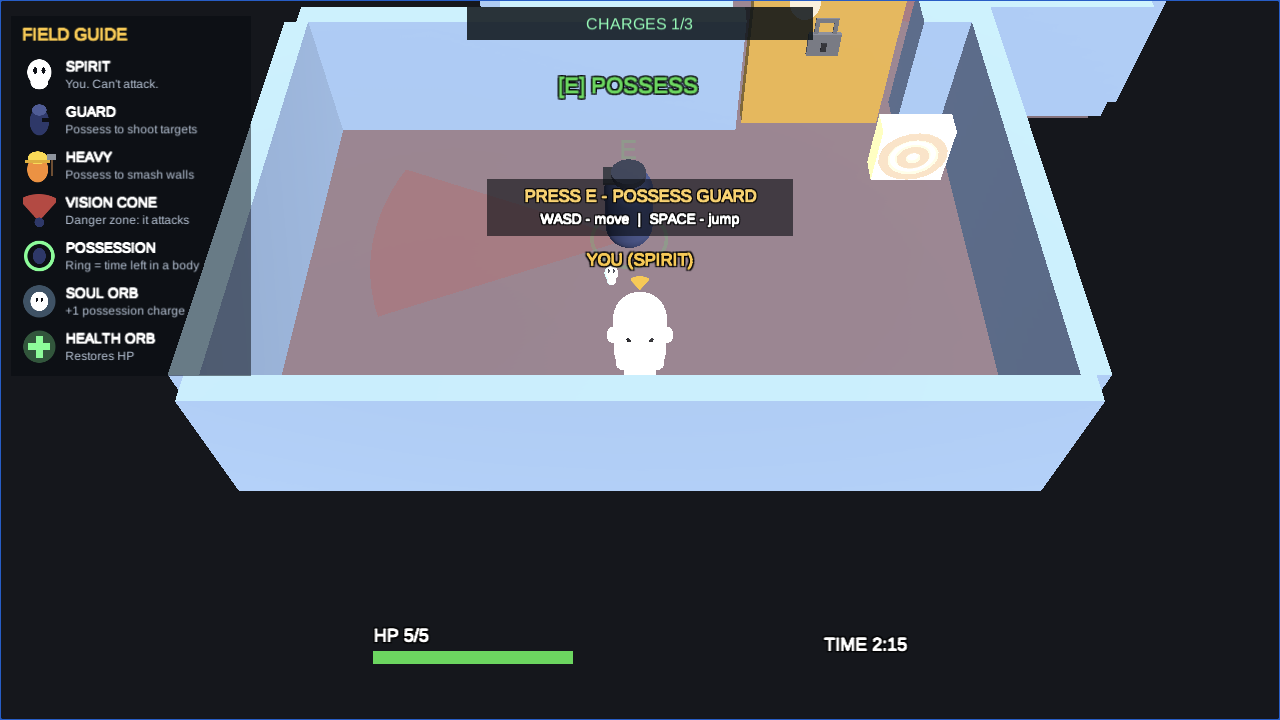 CHARGES 1/3
FIELD GUIDE
SPIRIT
You. Can't attack.
GUARD
Possess to shoot targets
HEAVY
Possess to smash walls
VISION CONE
Danger zone: it attacks
POSSESSION
Ring = time left in a body
SOUL ORB
+1 possession charge
HEALTH ORB
Restores HP
[E] POSSESS
E
PRESS E - POSSESS GUARD
WASD - move | SPACE - jump
YOU (SPIRIT)
HP 5/5
TIME 2:15